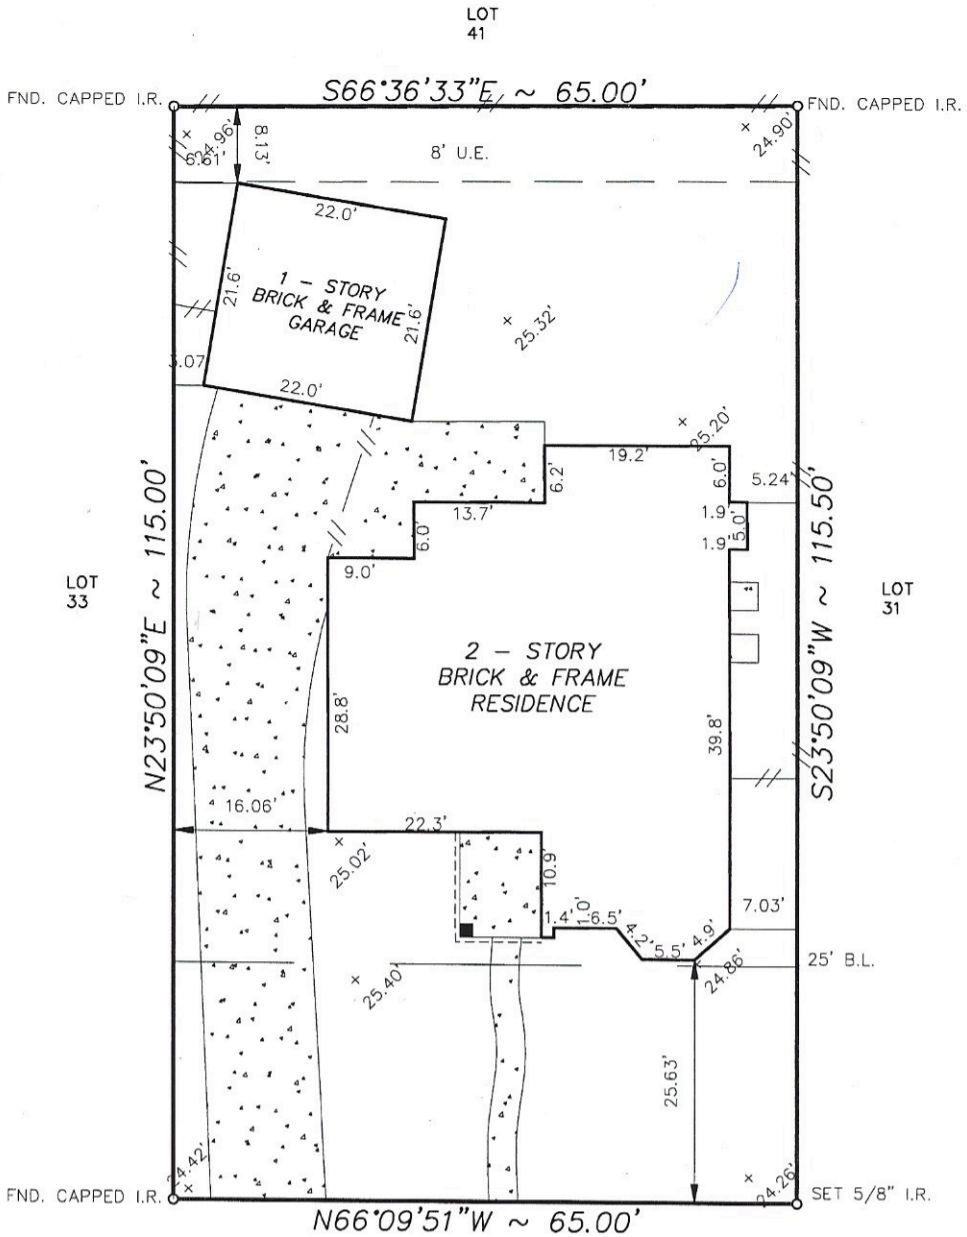 LOT
41
S66°36'33"E ~ 65.00'
FND. CAPPED I.R.
FND. CAPPED I.R.
24.96'
6.61'
8.13'
8' U.E.
24.90'
22.0'
21.6'
1 - STORY
BRICK & FRAME
GARAGE
21.6'
22.0'
25.32'
25.20'
19.2'
6.2'
6.0'
5.24'
13.7'
1.9'
5.0'
1.9'
6.0'
9.0'
N23°50'09"E ~ 115.00'
S23°50'09"W ~ 115.50'
LOT
33
LOT
31
2 - STORY
BRICK & FRAME
RESIDENCE
28.8'
39.8'
16.06'
22.3'
25.02'
10.9'
1.4'
1.0'
6.5'
4.2'
5.5'
4.9'
7.03'
24.86'
25' B.L.
25.40'
25.63'
24.42'
24.26'
FND. CAPPED I.R.
SET 5/8" I.R.
N66°09'51"W ~ 65.00'